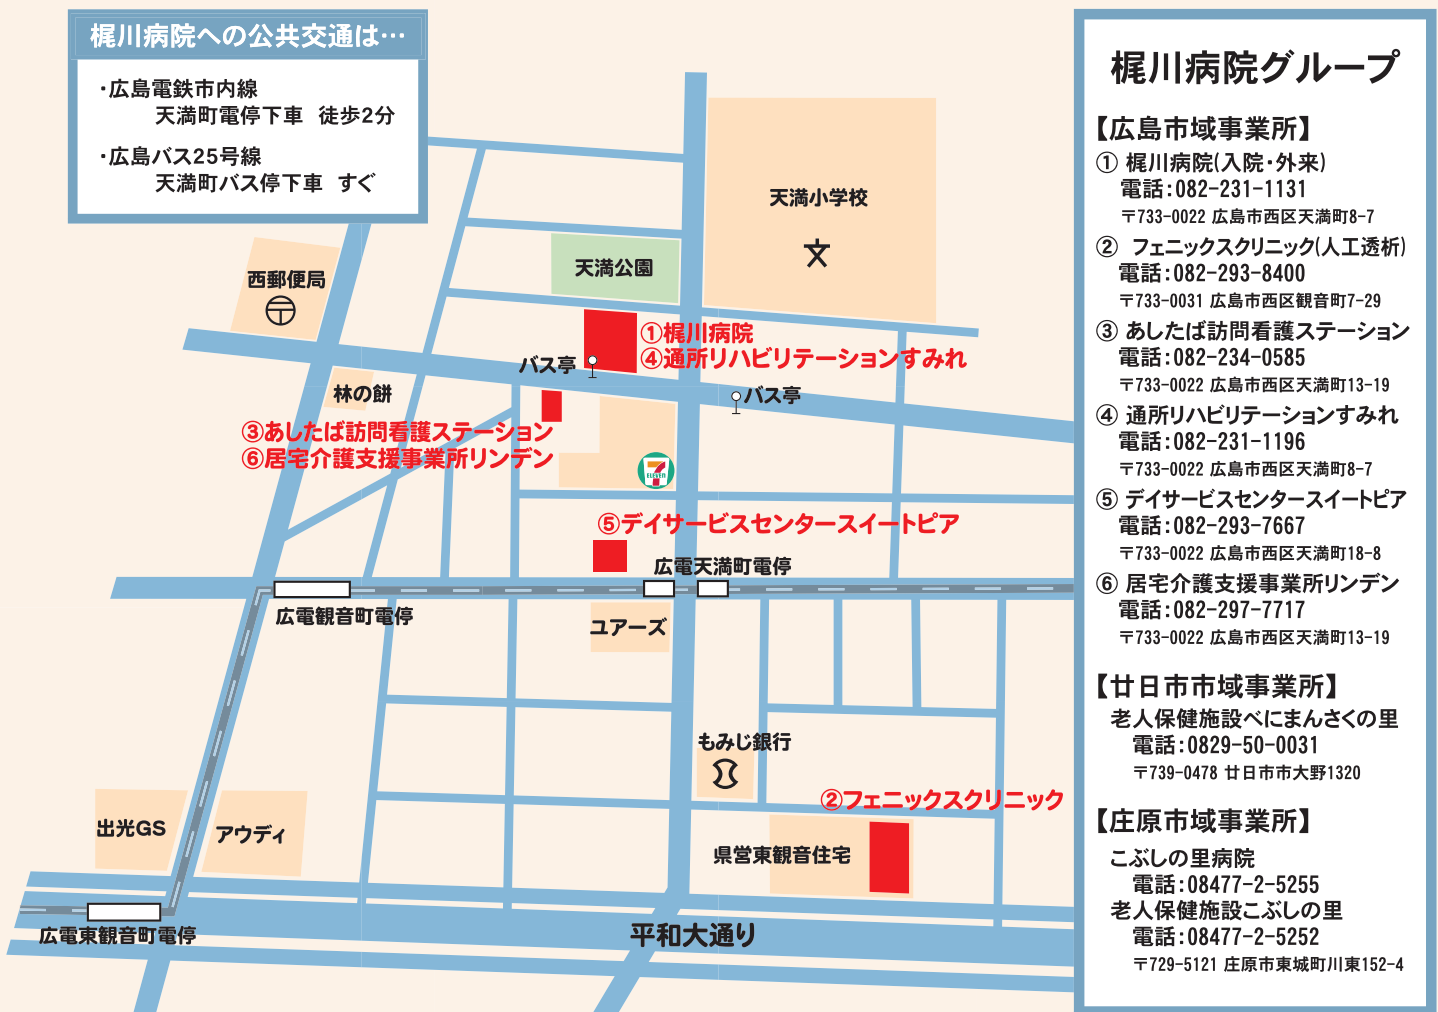 梶川病院への公共交通は…
・広島電鉄市内線
天満町電停下車 徒歩2分
・広島バス25号線
天満町バス停下車 すぐ
天満小学校
天満公園
西郵便局
①梶川病院
④通所リハビリテーションすみれ
バス亭
バス亭
林の餅
③あしたば訪問看護ステーション
⑥居宅介護支援事業所リンデン
7
ELEVEn
⑤デイサービスセンタースイートピア
広電天満町電停
広電観音町電停
ユアーズ
もみじ銀行
②フェニックスクリニック
出光GS
アウディ
県営東観音住宅
広電東観音町電停
平和大通り
梶川病院グループ
【広島市域事業所】
① 梶川病院(入院・外来)
電話:082-231-1131
〒733-0022 広島市西区天満町8-7
② フェニックスクリニック(人工透析)
電話:082-293-8400
〒733-0031 広島市西区観音町7-29
③ あしたば訪問看護ステーション
電話:082-234-0585
〒733-0022 広島市西区天満町13-19
④ 通所リハビリテーションすみれ
電話:082-231-1196
〒733-0022 広島市西区天満町8-7
⑤ デイサービスセンタースイートピア
電話:082-293-7667
〒733-0022 広島市西区天満町18-8
⑥ 居宅介護支援事業所リンデン
電話:082-297-7717
〒733-0022 広島市西区天満町13-19
【廿日市市域事業所】
老人保健施設べにまんさくの里
電話:0829-50-0031
〒739-0478 廿日市市大野1320
【庄原市域事業所】
こぶしの里病院
電話:08477-2-5255
老人保健施設こぶしの里
電話:08477-2-5252
〒729-5121 庄原市東城町川東152-4